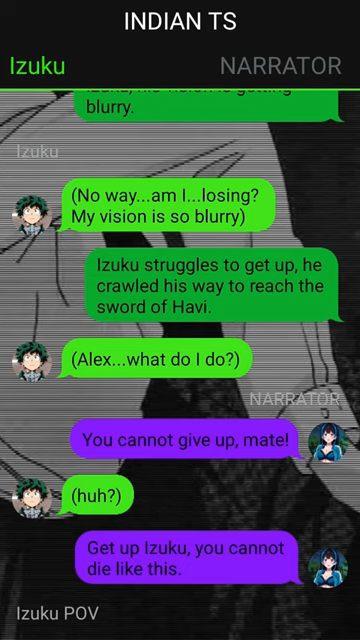 INDIAN TS
Izuku
NARRATOR
blurry.
Izuku
(No way...am I...losing?
My vision is so blurry)
Izuku struggles to get up, he
crawled his way to reach the
sword of Havi.
(Alex...what do I do?)
NARRATOR
You cannot give up, mate!
(huh?)
Get up Izuku, you cannot
die like this.
Izuku POV